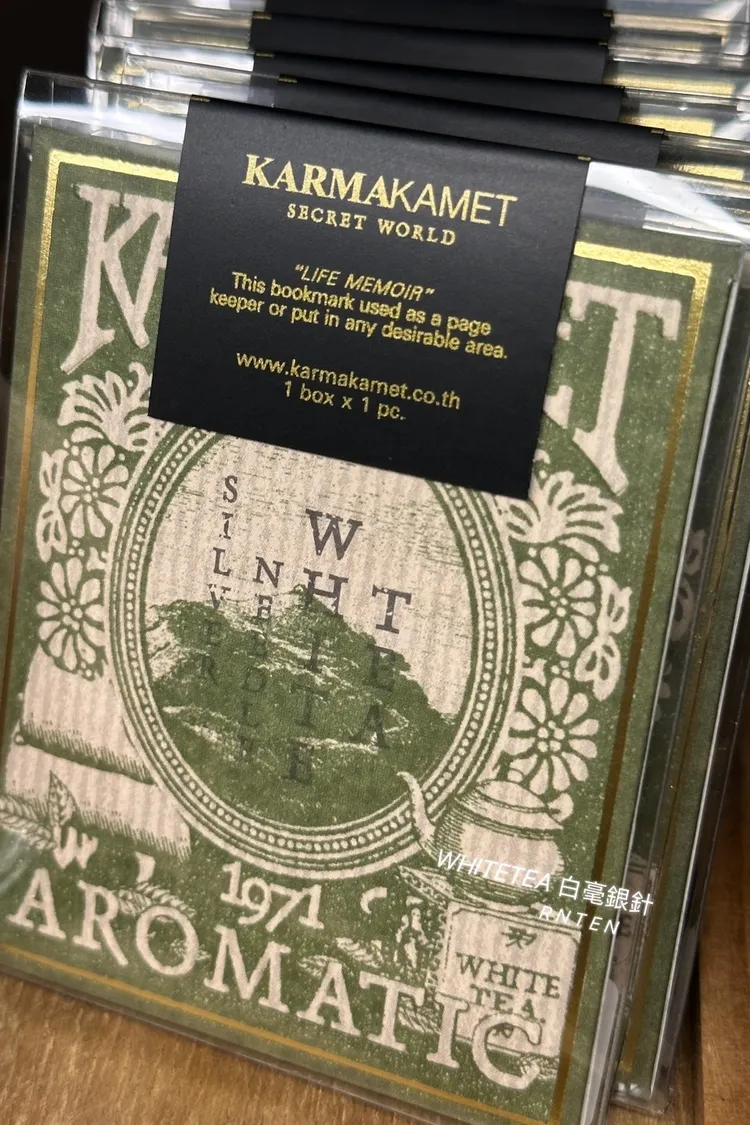 KARMAKAMET
SECRET WORLD
"LIFE MEMOIR"
This bookmark used as a page
keeper or put in any desirable area.
www.karmakamet.co.th
1 box x 1 pc.
SILVER
NEEDLE
WHITE
TEA
1971
AROMATIC
WHITE
TEA.
WHITETEA 白毫銀針
RNTEN